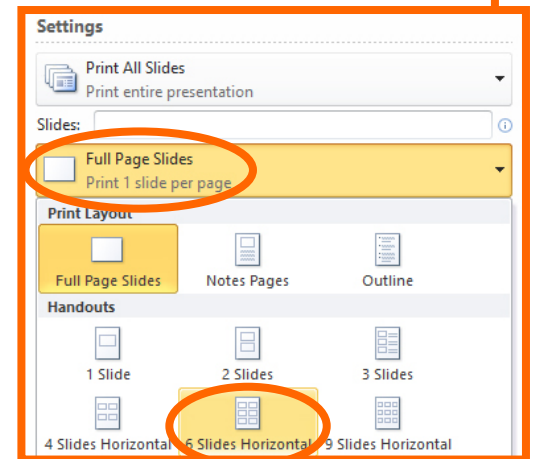 Settings
Print All Slides
Print entire presentation
Slides:
Full Page Slides
Print 1 slide per page
Print Layout
Full Page Slides Notes Pages Outline
Handouts
1 Slide 2 Slides 3 Slides
4 Slides Horizontal 6 Slides Horizontal 9 Slides Horizontal